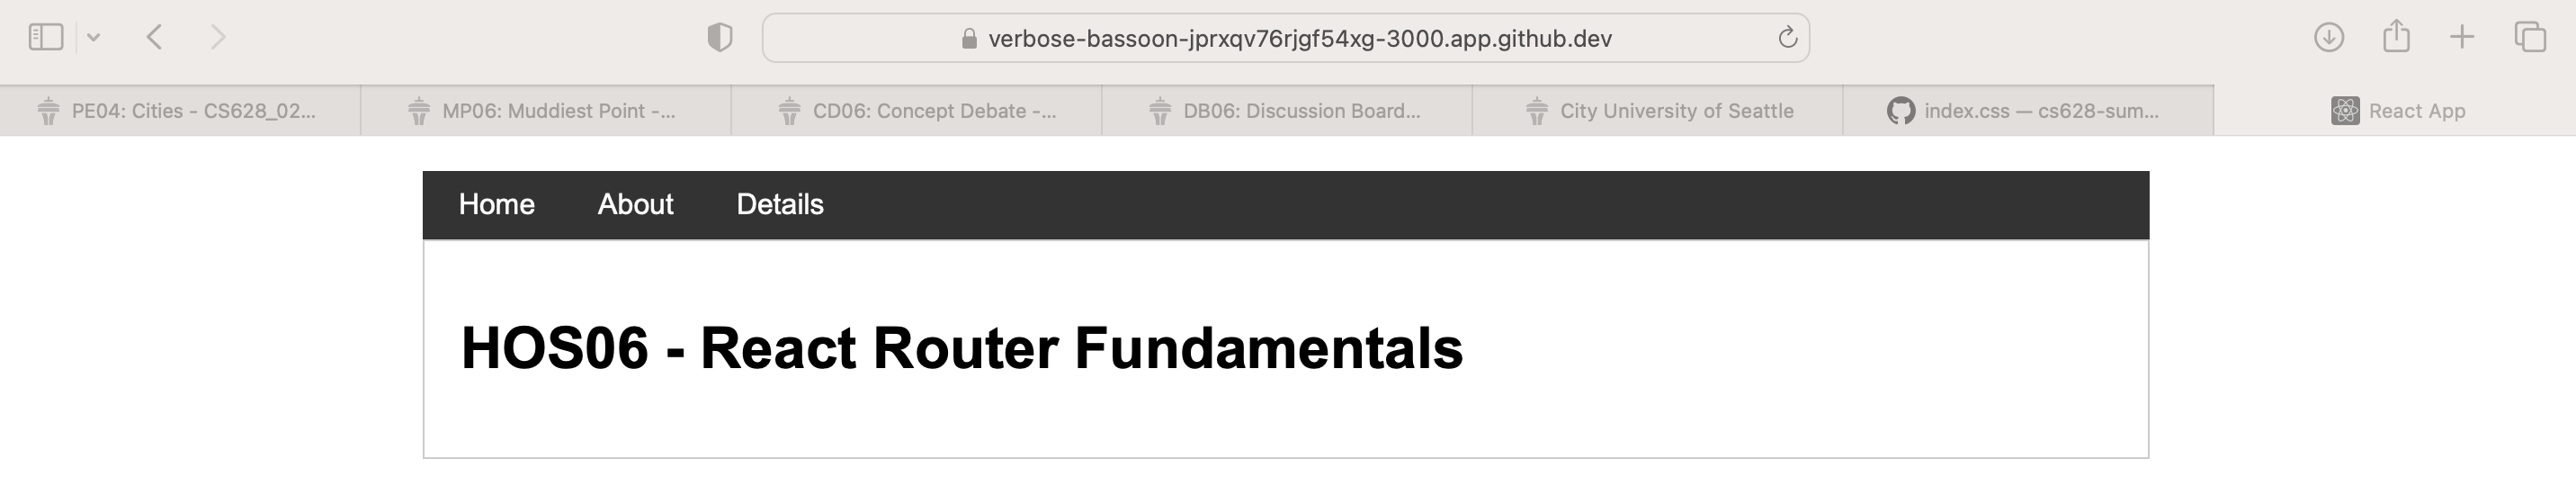 verbose-bassoon-jprxqv76rjgf54xg-3000.app.github.dev
PE04: Cities - CS628_02...
MP06: Muddiest Point -...
CD06: Concept Debate -...
DB06: Discussion Board...
City University of Seattle
index.css — cs628-sum...
React App
Home About Details
HOS06 - React Router Fundamentals